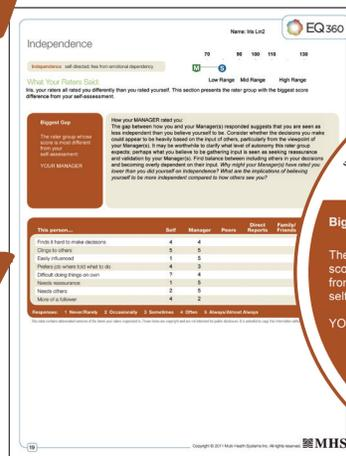 Name: Iris Lin2
EQ 360
Independence
70 90 100 110 130
Independence self-directed; free from emotional dependency
M S
Low Range Mid Range High Range
What Your Raters Said:
Iris, your raters all rated you differently than you rated yourself. This section presents the rater group with the biggest score
difference from your self-assessment.
Biggest Gap
The rater group whose
score is most different
from your
self-assessment:
YOUR MANAGER
How your MANAGER rated you:
The gap between how you and your Manager(s) responded suggests that you are seen as
less independent than you believe yourself to be. Consider whether the decisions you make
could appear to be heavily based on the input of others, particularly from the viewpoint of
your Manager(s). It may be worthwhile to clarify what level of autonomy this rater group
expects; perhaps what you believe to be gathering input is seen as seeking reassurance
and validation by your Manager(s). Find balance between including others in your decisions
and becoming overly dependent on their input. Why might your Manager(s) have rated you
lower than you did yourself on Independence? What are the implications of believing
yourself to be more independent compared to how others see you?
This person... Self Manager Peers Direct Reports Family/Friends
Finds it hard to make decisions 4 4
Clings to others 5 5
Easily influenced 1 5
Prefers job where told what to do 4 3
Difficult doing things on own ? 4
Needs reassurance 1 5
Needs others 2 5
More of a follower 4 2
Responses: 1 Never/Rarely 2 Occasionally 3 Sometimes 4 Often 5 Always/Almost Always
Big
The
sco
from
self
YO
19
Copyright © 2011 Multi-Health Systems Inc. All rights reserved.
MHS